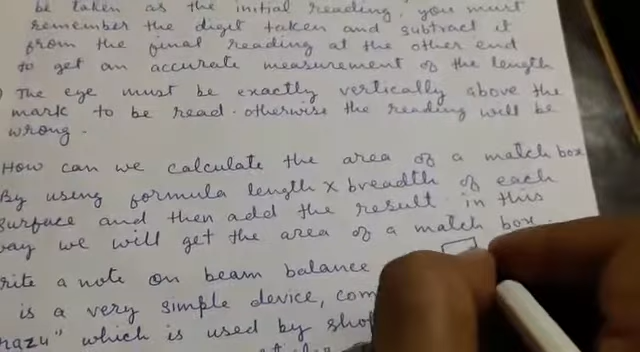 be taken as the initial reading, you must
remember the digit taken and subtract it
from the final reading at the other end
to get an accurate measurement of the length
) The eye must be exactly vertically above the
mark to be read. otherwise the reading will be
wrong.
How can we calculate the area of a match box
By using formula length × breadth of each
surface and then add the result in this
way we will get the area of a match box.
rite a note on beam balance
is a very simple device, com
razu" which is used by sho